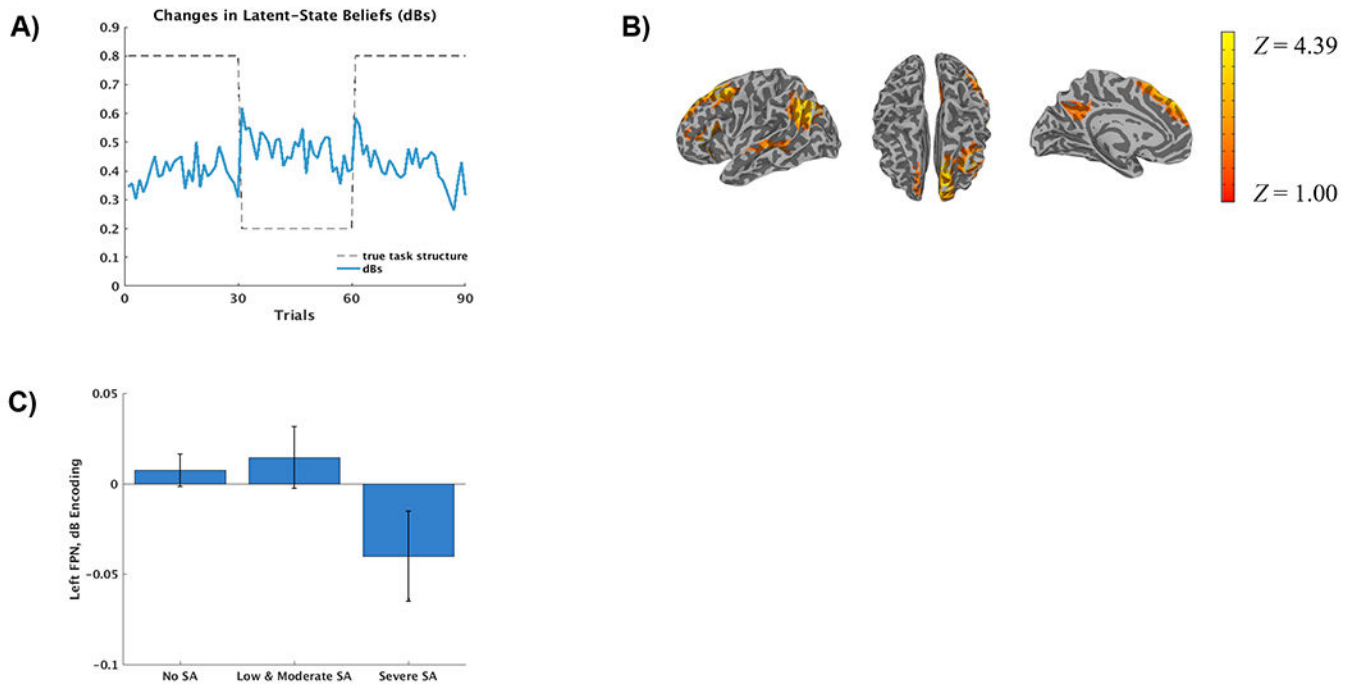 A)
Changes in Latent-State Beliefs (dBs)
0.9
0.8
0.7
0.6
0.5
0.4
0.3
0.2
0.1
0
0 30 60 90
Trials
true task structure
dBs
B)
Z = 4.39
Z = 1.00
C)
Left FPN, dB Encoding
0.05
0
-0.05
-0.1
No SA Low & Moderate SA Severe SA